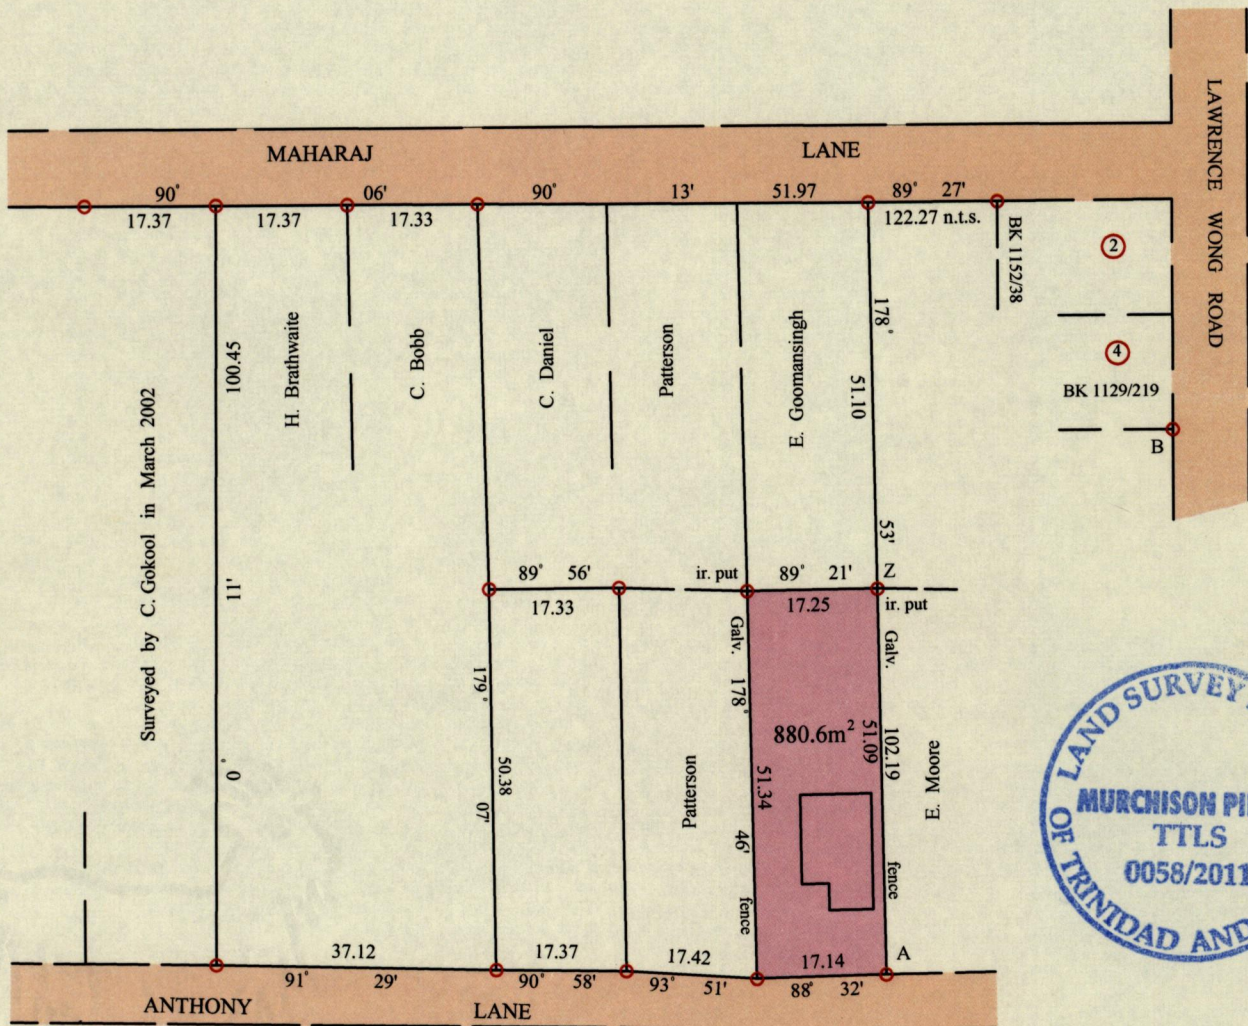 MAHARAJ LANE
LAWRENCE WONG ROAD
90° 06' 90° 13' 51.97 89° 27'
17.37 17.37 17.33 122.27 n.t.s.
BK 1152/38
2
4
BK 1129/219
B
Surveyed by C. Gokool in March 2002
100.45
11'
0°
H. Brathwaite
C. Bobb
C. Daniel
Patterson
E. Goomansingh
178°
51.10
53'
89° 56' ir. put 89° 21' Z
17.33 17.25 ir. put
179°
50.38
07'
Patterson
Galv.
178°
51.34
46'
fence
880.6m²
51.09
Galv.
102.19
fence
E. Moore
37.12 17.37 17.42 17.14 A
91° 29' 90° 58' 93° 51' 88° 32'
ANTHONY LANE
LAND SURVEY
MURCHISON
TTLS
0058/2011
OF TRINIDAD AND